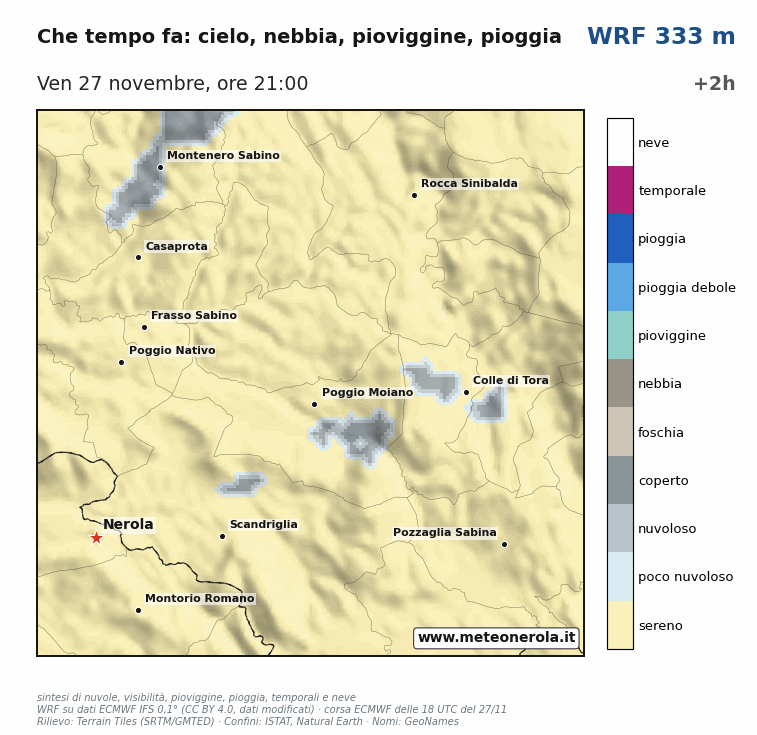 Che tempo fa: cielo, nebbia, pioviggine, pioggia
WRF 333 m
Ven 27 novembre, ore 21:00
+2h
Montenero Sabino
Rocca Sinibalda
Casaprota
Frasso Sabino
Poggio Nativo
Poggio Moiano
Colle di Tora
Nerola
Scandriglia
Pozzaglia Sabina
Montorio Romano
www.meteonerola.it
neve
temporale
pioggia
pioggia debole
pioviggine
nebbia
foschia
coperto
nuvoloso
poco nuvoloso
sereno
sintesi di nuvole, visibilità, pioviggine, pioggia, temporali e neve
WRF su dati ECMWF IFS 0,1° (CC BY 4.0, dati modificati) · corsa ECMWF delle 18 UTC del 27/11
Rilievo: Terrain Tiles (SRTM/GMTED) · Confini: ISTAT, Natural Earth · Nomi: GeoNames